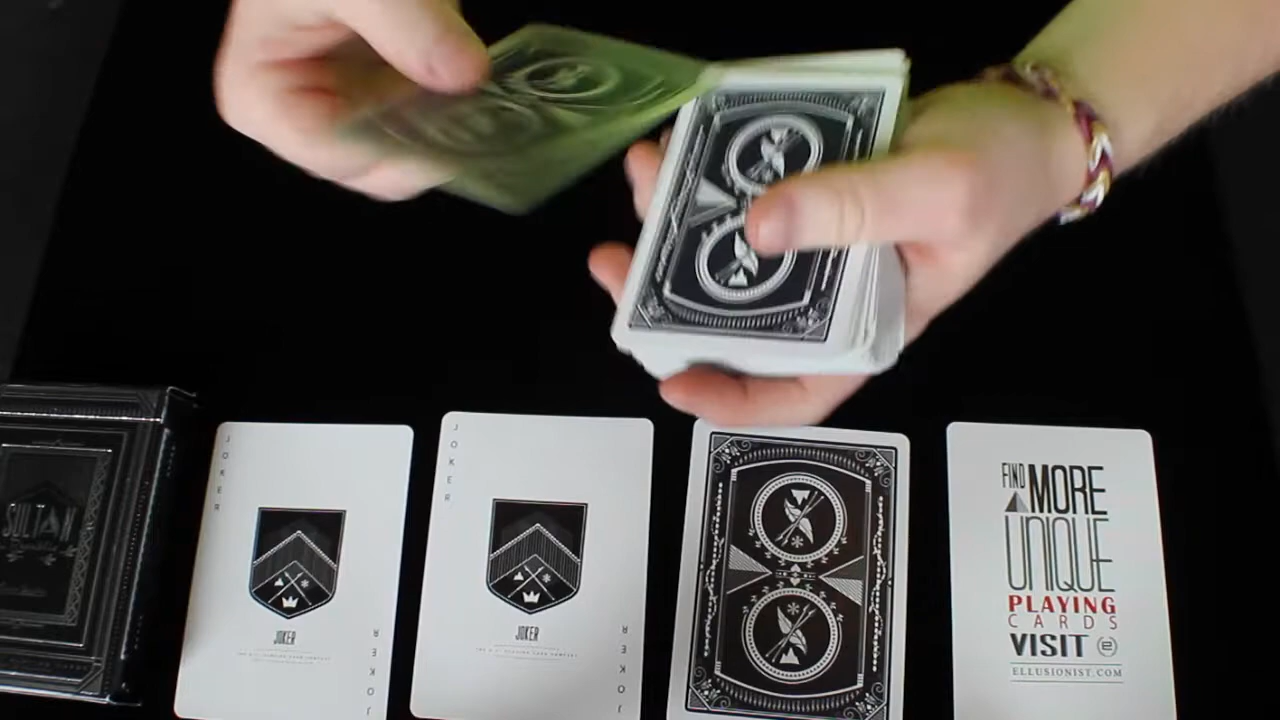 SULTAN
JOKER
JOKER
JOKER
JOKER
JOKER
JOKER
FIND MORE
UNIQUE
PLAYING
CARDS
VISIT e
ELLUSIONIST.COM